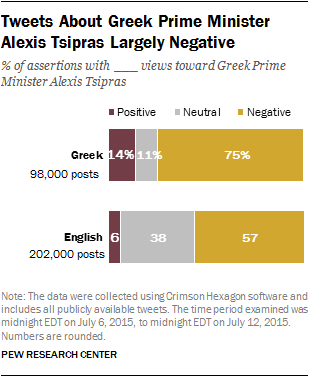 Tweets About Greek Prime Minister
Alexis Tsipras Largely Negative
% of assertions with ___ views toward Greek Prime
Minister Alexis Tsipras
Positive Neutral Negative
Greek 14% 11% 75%
98,000 posts
English 6 38 57
202,000 posts
Note: The data were collected using Crimson Hexagon software and
includes all publicly available tweets. The time period examined was
midnight EDT on July 6, 2015, to midnight EDT on July 12, 2015.
Numbers are rounded.
PEW RESEARCH CENTER